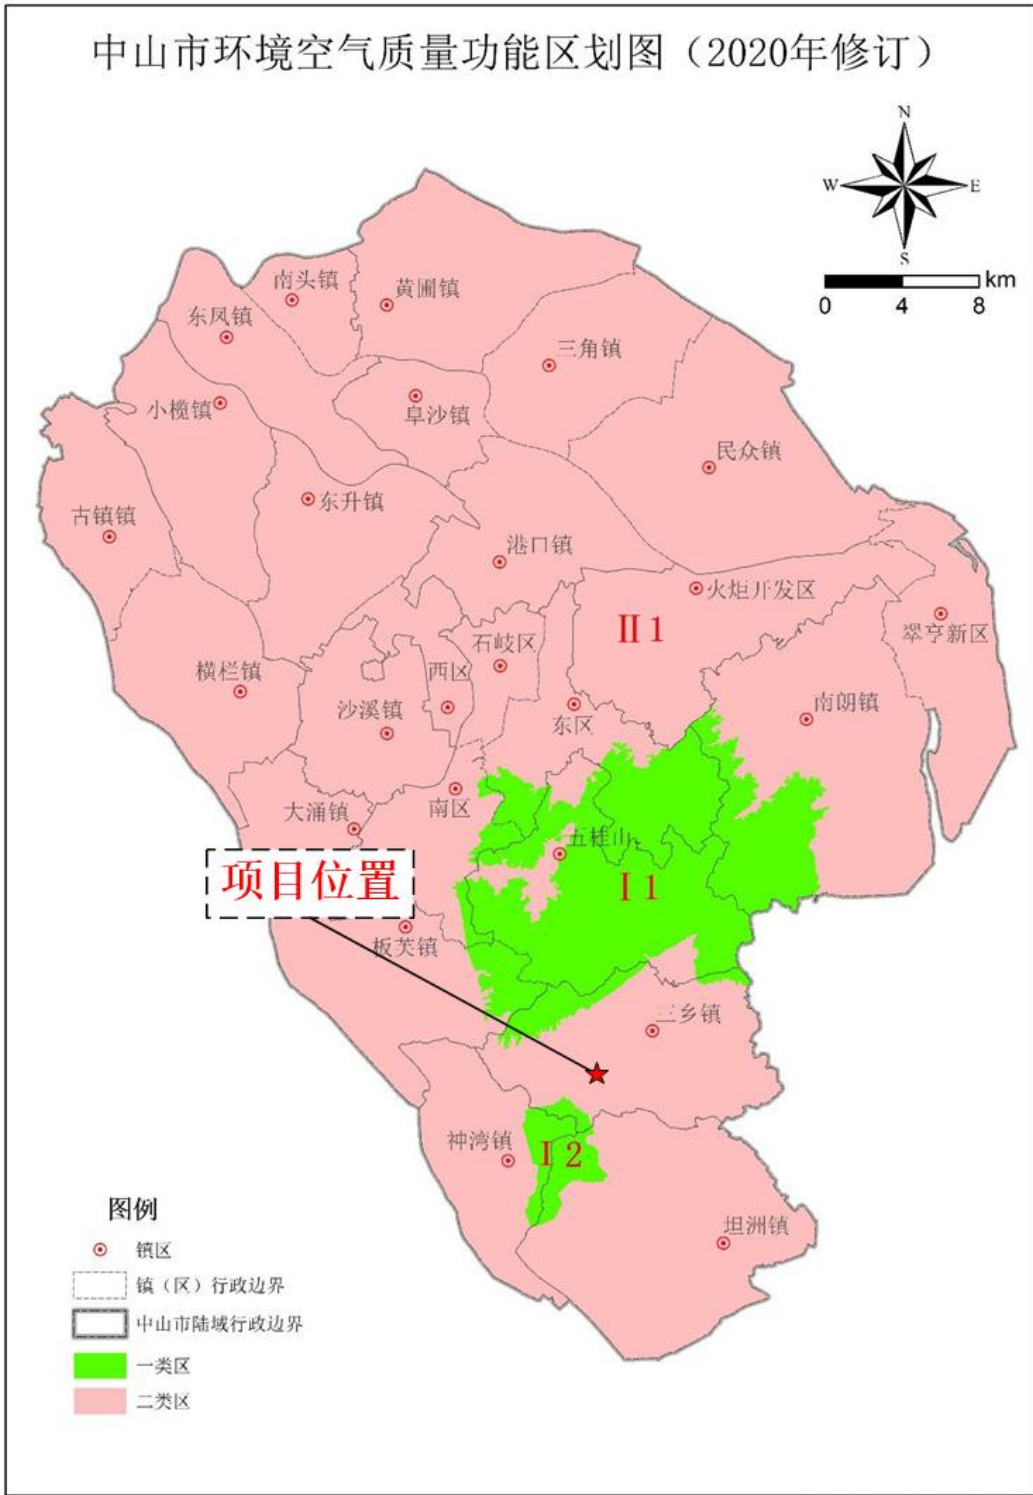 中山市环境空气质量功能区划图（2020年修订）
N
W
E
S
km
0 4 8
南头镇
黄圃镇
东凤镇
三角镇
小榄镇
阜沙镇
民众镇
东升镇
古镇镇
港口镇
火炬开发区
Ⅱ1
翠亨新区
石岐区
西区
横栏镇
沙溪镇
东区
南朗镇
南区
大涌镇
五桂山
项目位置
Ⅰ1
板芙镇
三乡镇
神湾镇
Ⅰ2
坦洲镇
图例
镇区
镇（区）行政边界
中山市陆域行政边界
一类区
二类区